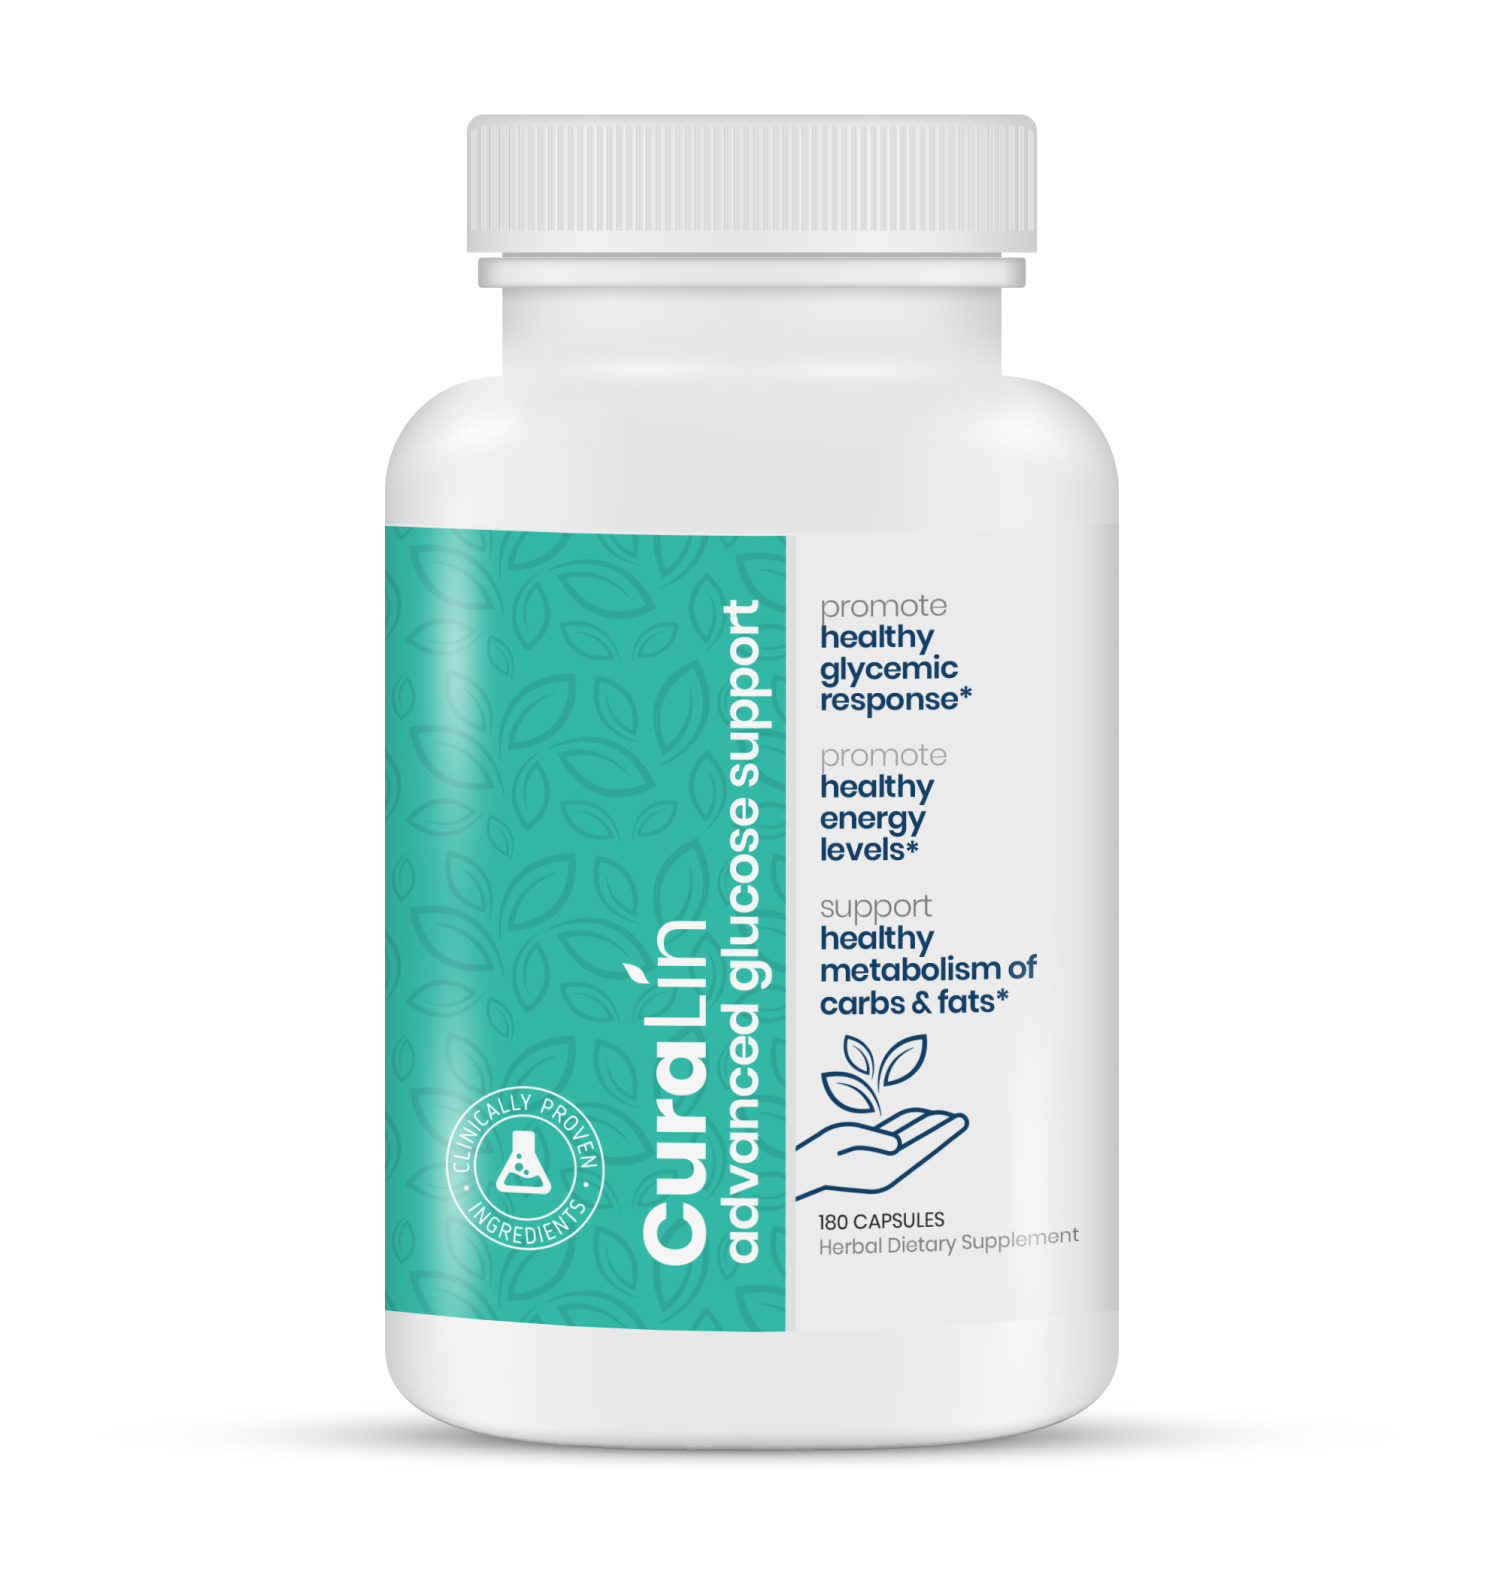 CuraLín
advanced glucose support
CLINICALLY PROVEN
• INGREDIENTS •
promote
healthy
glycemic
response*
promote
healthy
energy
levels*
support
healthy
metabolism of
carbs & fats*
180 CAPSULES
Herbal Dietary Supplement